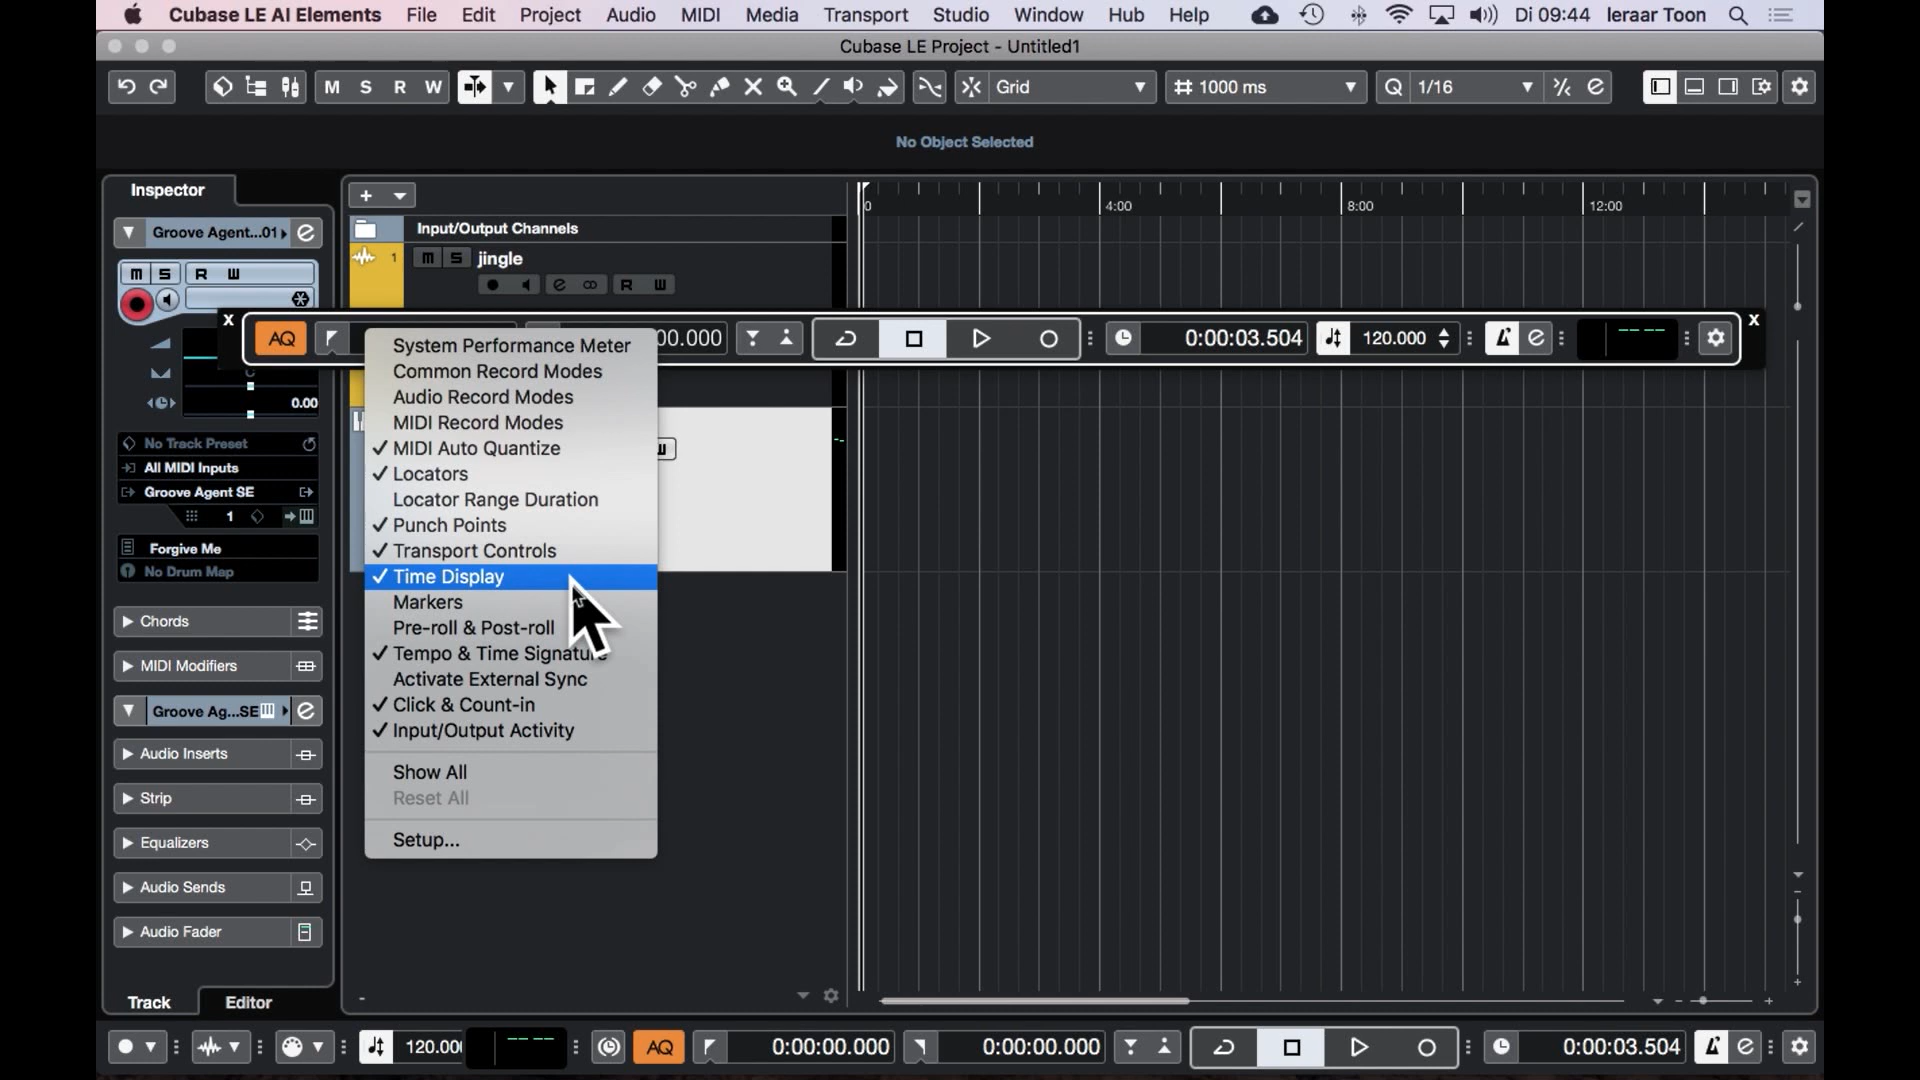 Cubase LE AI Elements File Edit Project Audio MIDI Media Transport Studio Window Hub Help Di 09:44 leraar Toon
Cubase LE Project - Untitled1
M S R W Grid 1000 ms Q 1/16
No Object Selected
Inspector
0 4:00 8:00 12:00
Groove Agent...01
Input/Output Channels
1 m S jingle
m S R W
R W
X AQ 00.000 0:00:03.504 120.000 X
C
0.00
System Performance Meter
Common Record Modes
Audio Record Modes
MIDI Record Modes
MIDI Auto Quantize
Locators
Locator Range Duration
Punch Points
Transport Controls
Time Display
Markers
Pre-roll & Post-roll
Tempo & Time Signature
Activate External Sync
Click & Count-in
Input/Output Activity
Show All
Reset All
Setup...
W
No Track Preset
All MIDI Inputs
Groove Agent SE
1
Forgive Me
No Drum Map
Chords
MIDI Modifiers
Groove Ag...SE
Audio Inserts
Strip
Equalizers
Audio Sends
Audio Fader
Track Editor
120.00 AQ 0:00:00.000 0:00:00.000 0:00:03.504